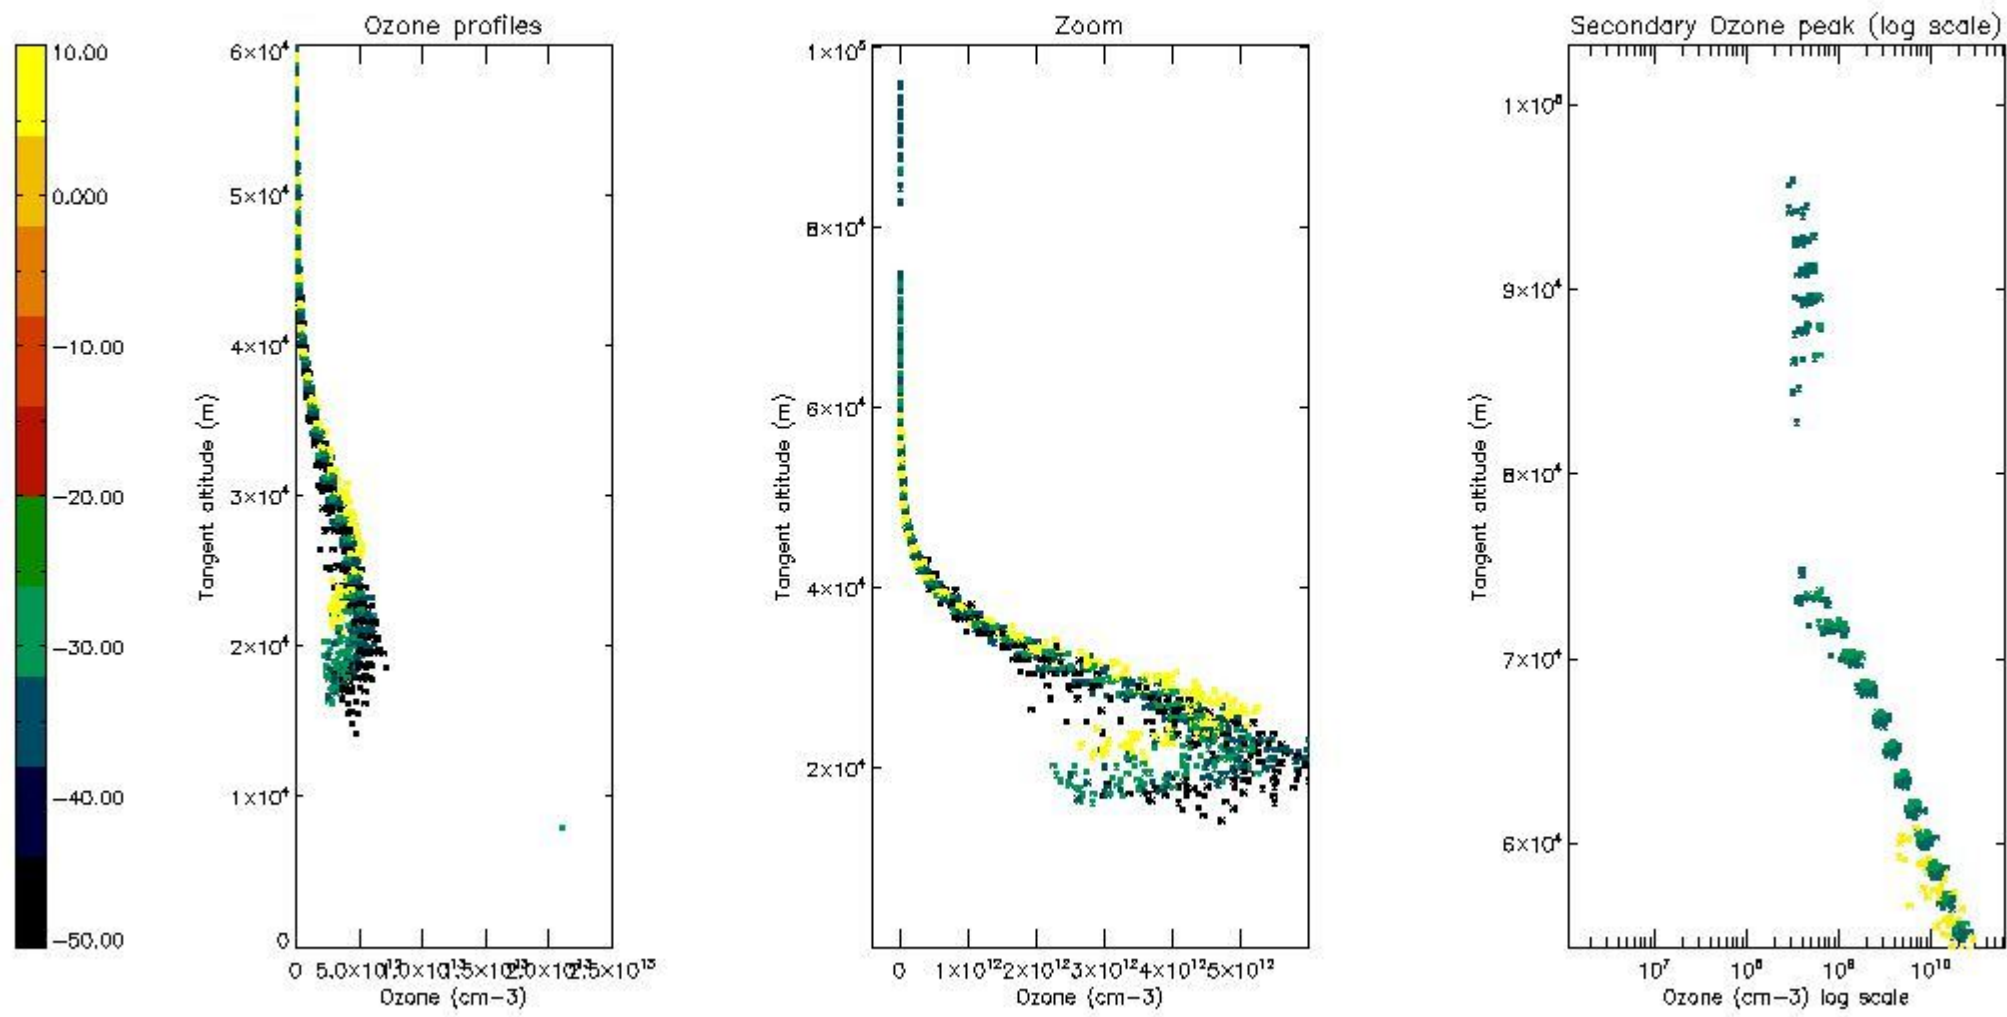 Ozone profiles
Zoom
Secondary Ozone peak (log scale)
10.00
0.000
−10.00
−20.00
−30.00
−40.00
−50.00
6×10⁴
5×10⁴
4×10⁴
3×10⁴
2×10⁴
1×10⁴
0
Tangent altitude (m)
0
2.5×10¹³
Ozone (cm−3)
1×10⁵
8×10⁴
6×10⁴
4×10⁴
2×10⁴
Tangent altitude (m)
0 1×10¹² 2×10¹² 3×10¹² 4×10¹² 5×10¹²
Ozone (cm−3)
9×10⁴
8×10⁴
7×10⁴
6×10⁴
Tangent altitude (m)
10⁷ 10⁸ 10⁹ 10¹⁰
Ozone (cm−3) log scale